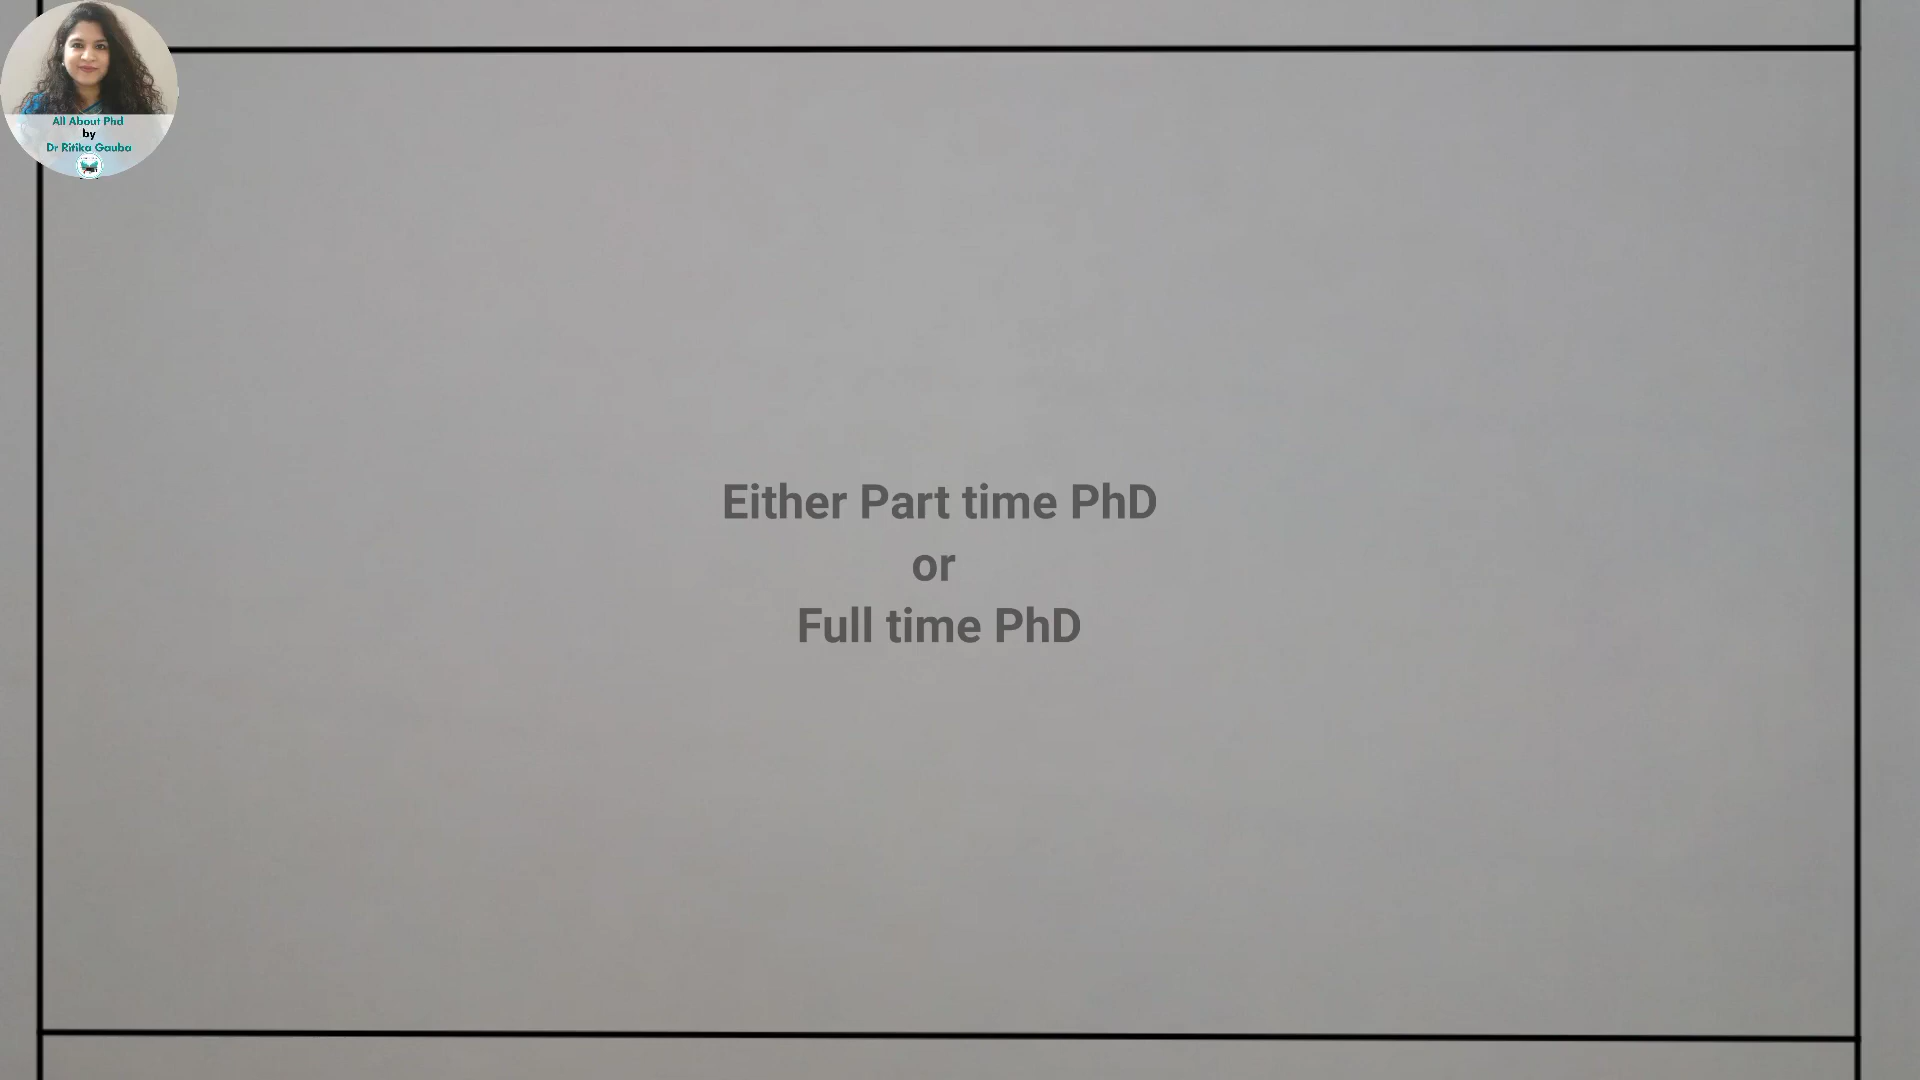 All About Phd
by
Dr Ritika Gauba
Either Part time PhD
or
Full time PhD